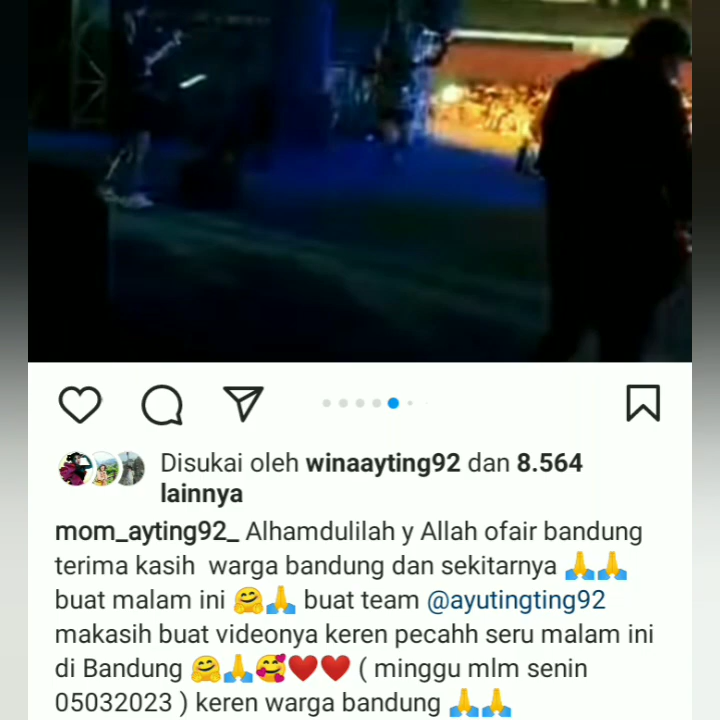 Disukai oleh winaayting92 dan 8.564
lainnya
mom_ayting92_ Alhamdulilah y Allah ofair bandung
terima kasih warga bandung dan sekitarnya 🙏🙏
buat malam ini 🤗🙏 buat team @ayutingting92
makasih buat videonya keren pecahh seru malam ini
di Bandung 🤗🙏🥰❤️❤️ ( minggu mlm senin
05032023 ) keren warga bandung 🙏🙏